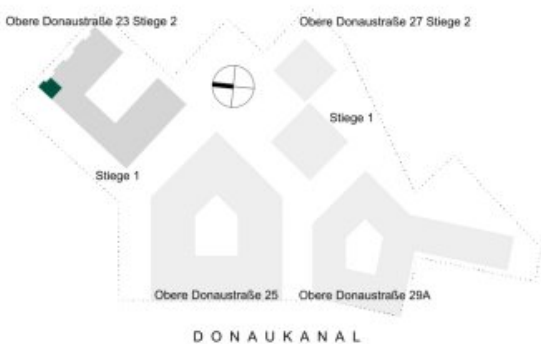 Obere Donaustraße 23 Stiege 2
Obere Donaustraße 27 Stiege 2
Stiege 1
Stiege 1
Obere Donaustraße 25
Obere Donaustraße 29A
DONAUKANAL